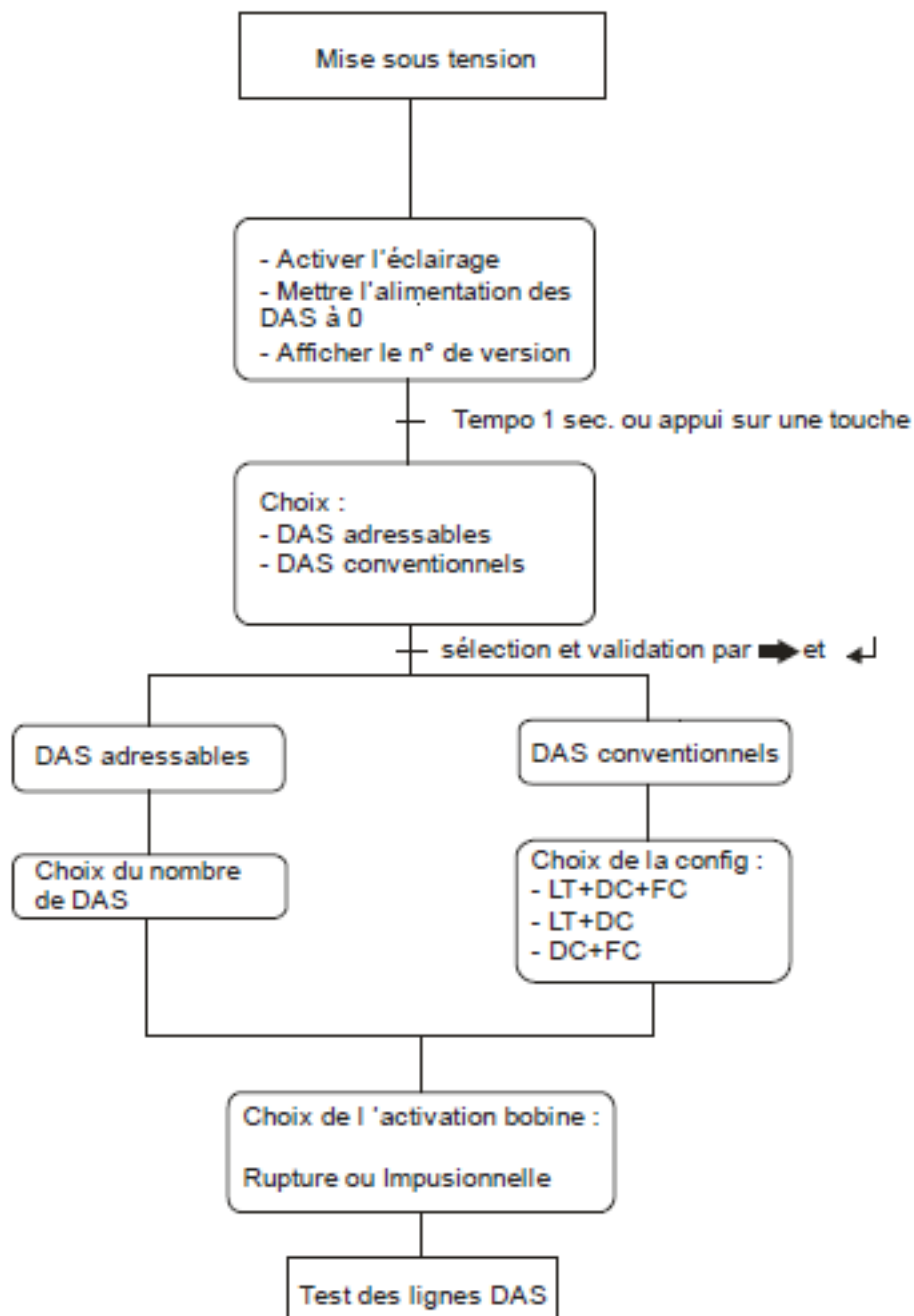 Mise sous tension
- Activer l'éclairage
- Mettre l'alimentation des
DAS à 0
- Afficher le n° de version
Tempo 1 sec. ou appui sur une touche
Choix :
- DAS adressables
- DAS conventionnels
sélection et validation par ➡ et ↲
DAS adressables
DAS conventionnels
Choix du nombre
de DAS
Choix de la config :
- LT+DC+FC
- LT+DC
- DC+FC
Choix de l 'activation bobine :
Rupture ou Impusionnelle
Test des lignes DAS